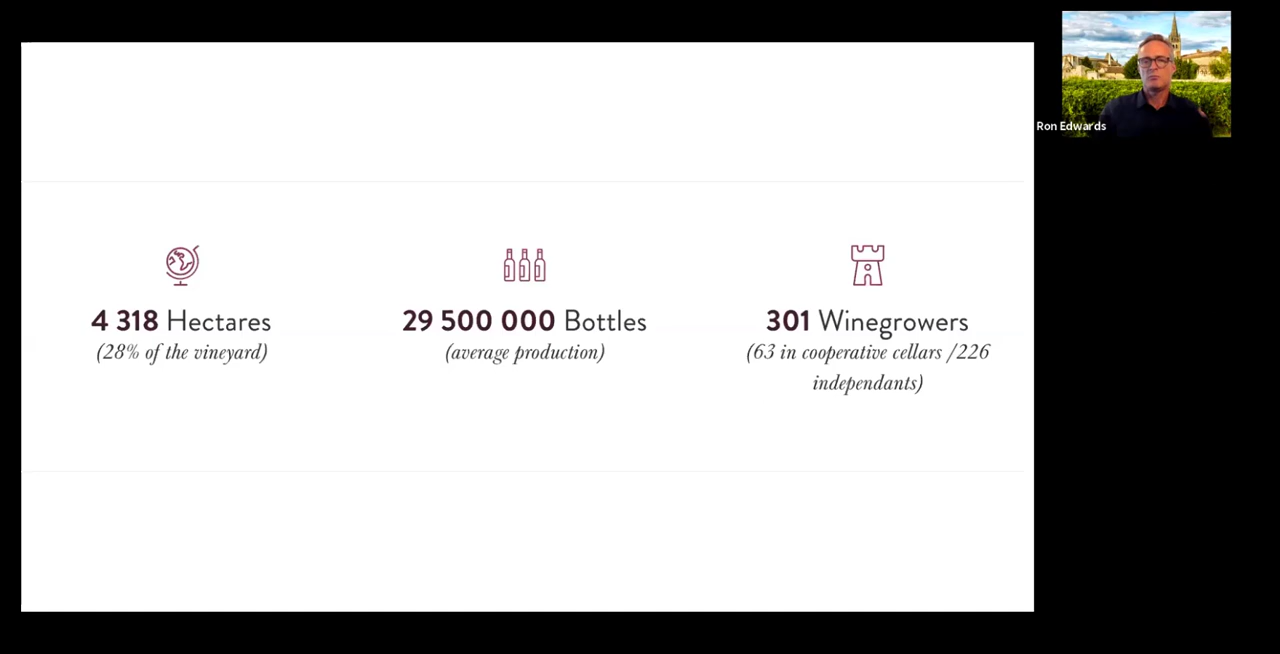 4 318 Hectares
(28% of the vineyard)
29 500 000 Bottles
(average production)
301 Winegrowers
(63 in cooperative cellars /226
independants)
Ron Edwards